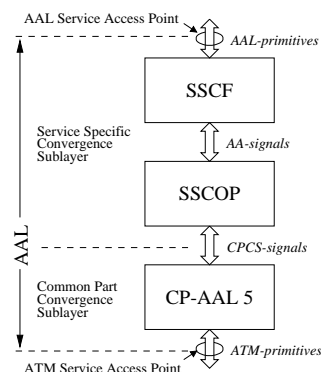 AAL Service Access Point
AAL-primitives
SSCF
Service Specific
Convergence
Sublayer
AA-signals
SSCOP
AAL
CPCS-signals
Common Part
Convergence
Sublayer
CP-AAL 5
ATM-primitives
ATM Service Access Point